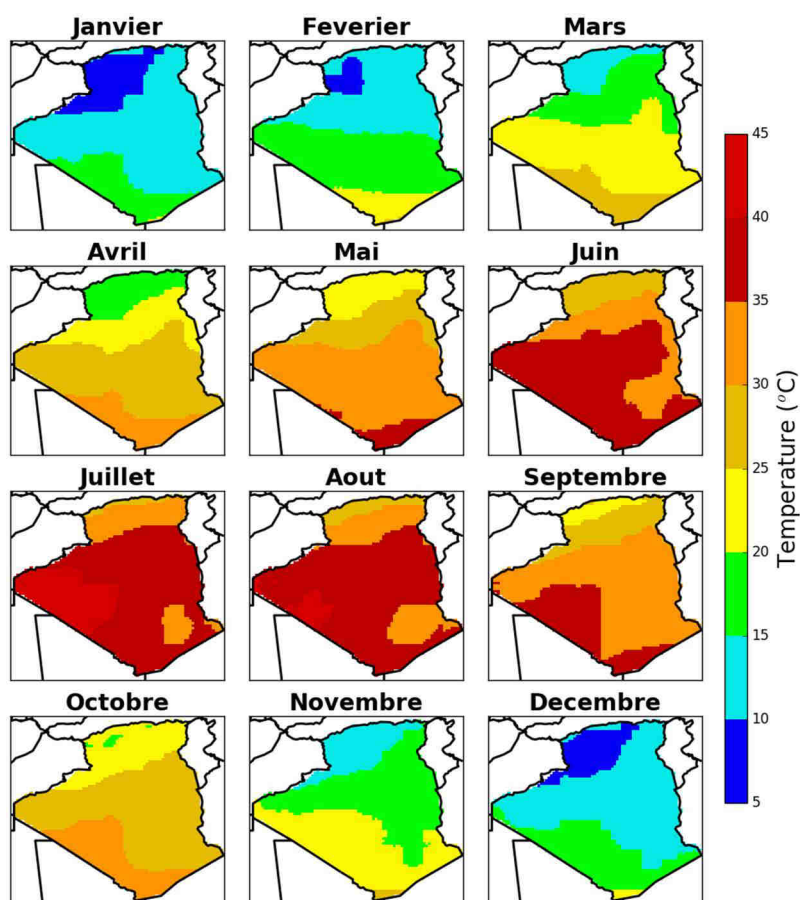 Janvier
Feverier
Mars
Avril
Mai
Juin
Juillet
Aout
Septembre
Octobre
Novembre
Decembre
45
40
35
30
25
20
15
10
5
Temperature (°C)